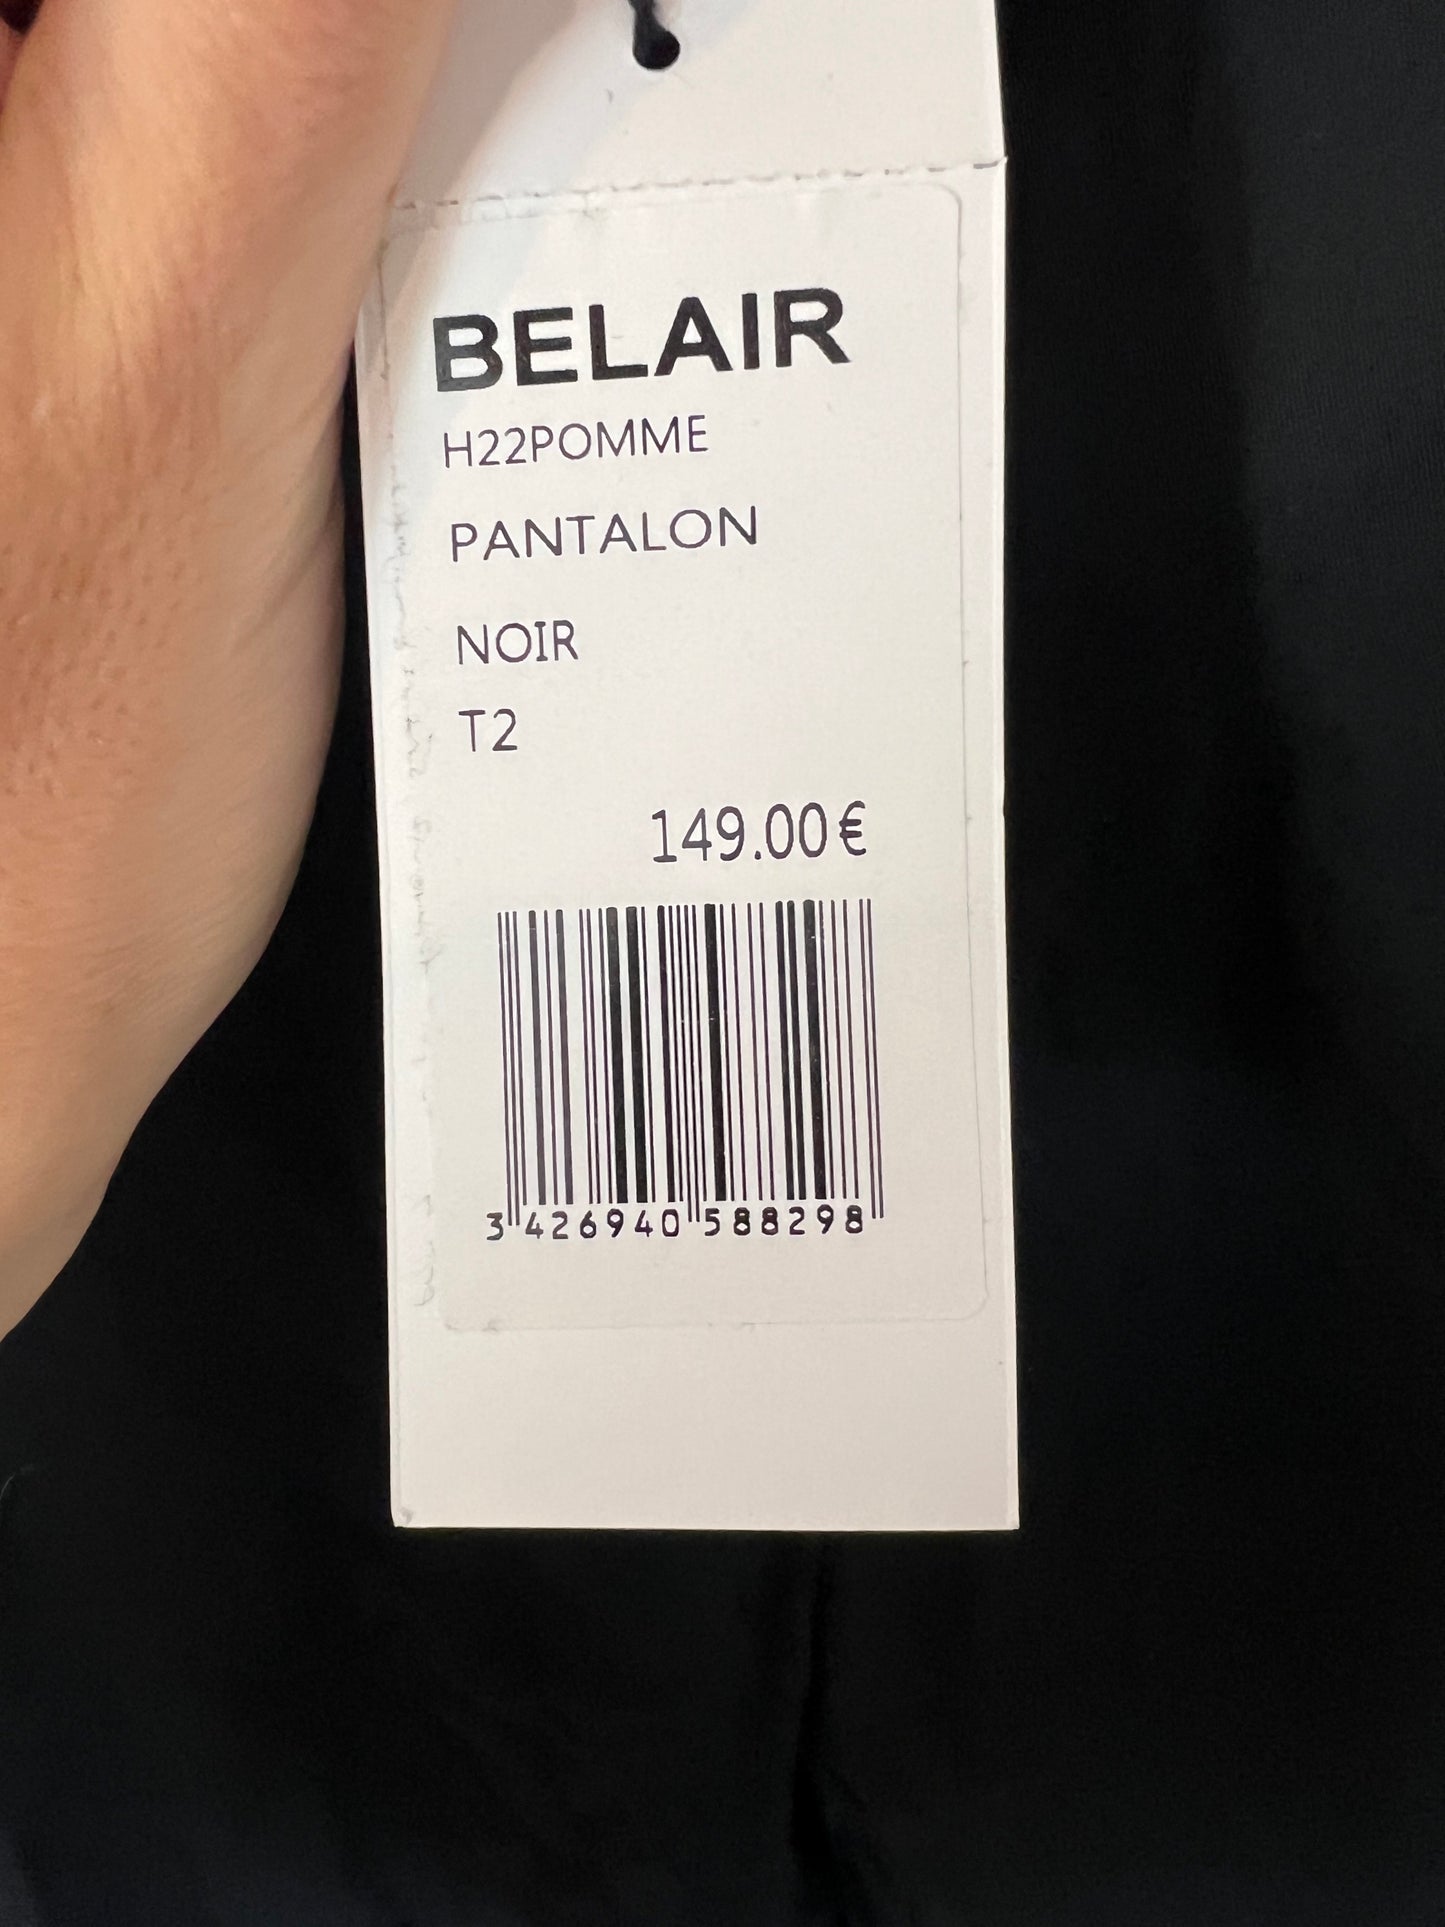 BELAIR
H22POMME
PANTALON
NOIR
T2
149.00€
3 426940 588298